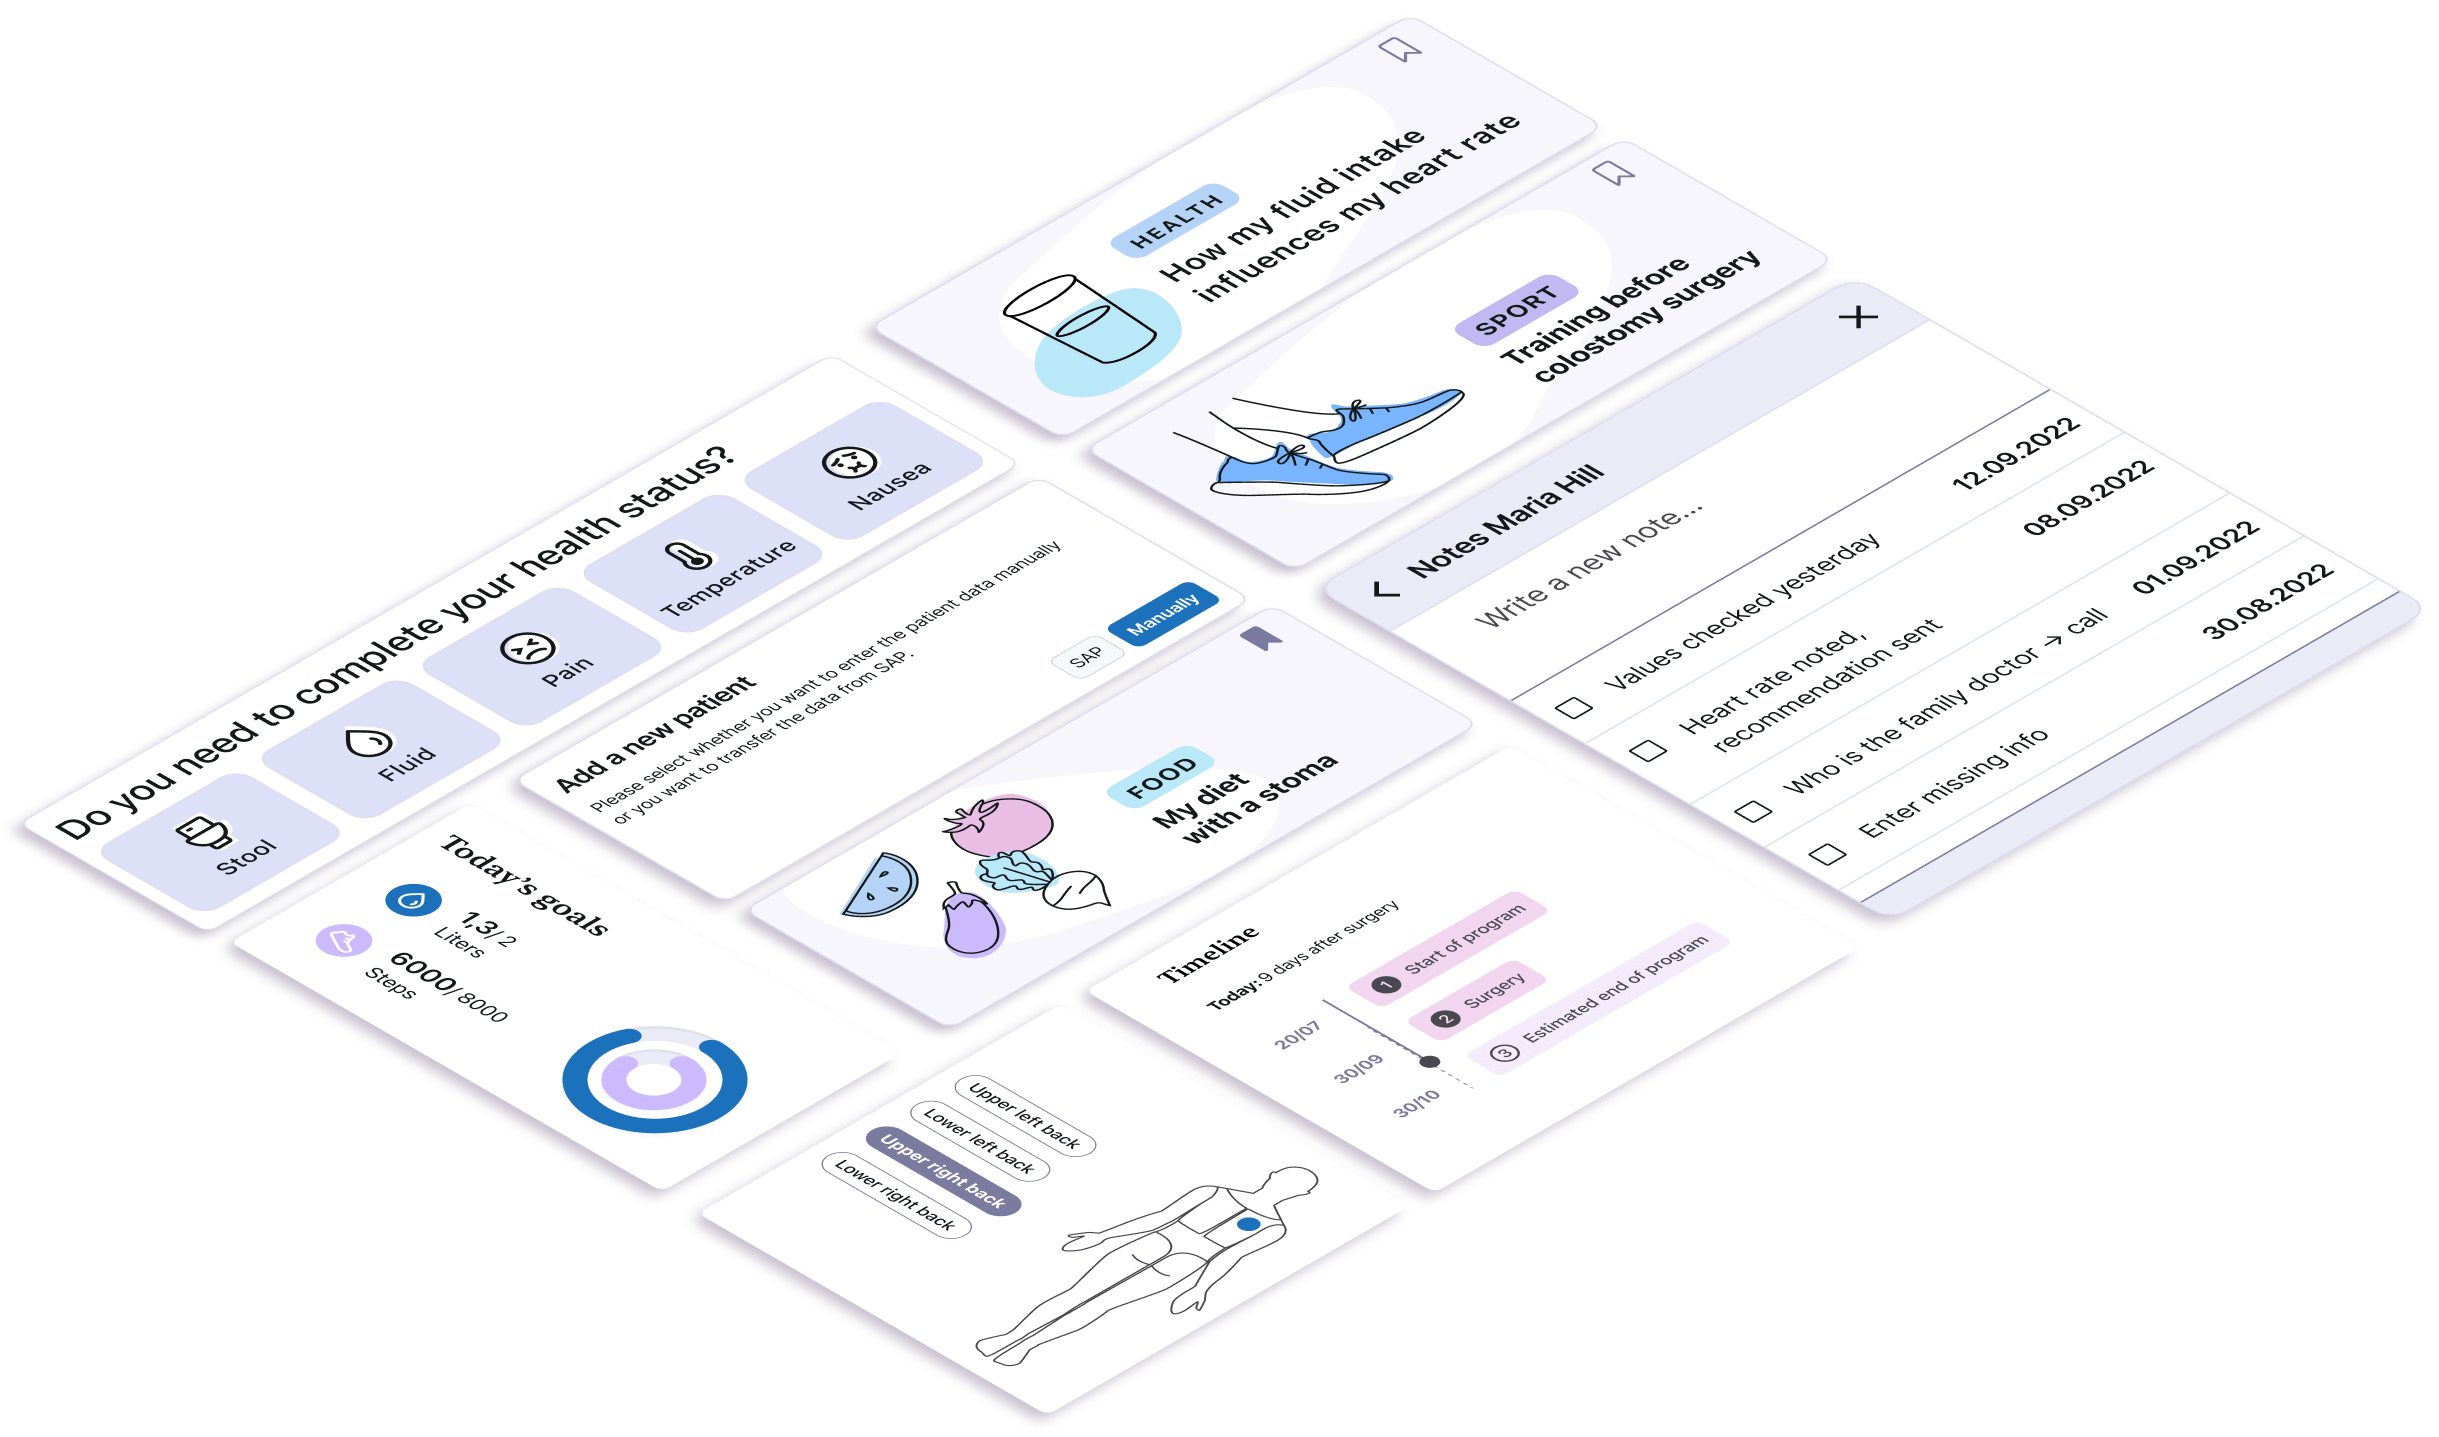 HEALTH
How my fluid intake
influences my heart rate
SPORT
Training before
colostomy surgery
Notes Maria Hill
Write a new note...
Values checked yesterday
12.09.2022
Heart rate noted,
recommendation sent
08.09.2022
Who is the family doctor → call
01.09.2022
Enter missing info
30.08.2022
Do you need to complete your health status?
Stool
Fluid
Pain
Temperature
Nausea
Add a new patient
Please select whether you want to enter the patient data manually
or you want to transfer the data from SAP.
SAP
Manually
FOOD
My diet
with a stoma
Today's goals
1,3/2
Liters
6000/8000
Steps
Timeline
Today: 9 days after surgery
20/07
1 Start of program
30/09
2 Surgery
30/10
3 Estimated end of program
Upper left back
Lower left back
Upper right back
Lower right back